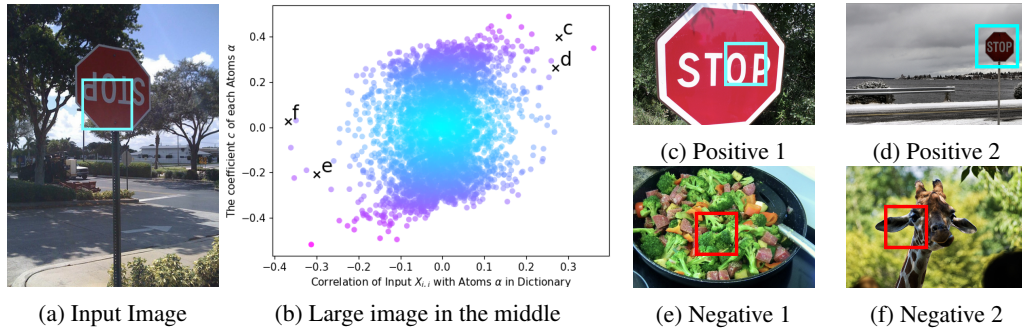 STOP
(a) Input Image
The coefficient c of each Atoms α
0.4
0.2
0.0
−0.2
−0.4
c
d
f
e
−0.4 −0.3 −0.2 −0.1 0.0 0.1 0.2 0.3
Correlation of Input X_{i,j} with Atoms α in Dictionary
(b) Large image in the middle
STOP
(c) Positive 1
STOP
(d) Positive 2
(e) Negative 1
(f) Negative 2